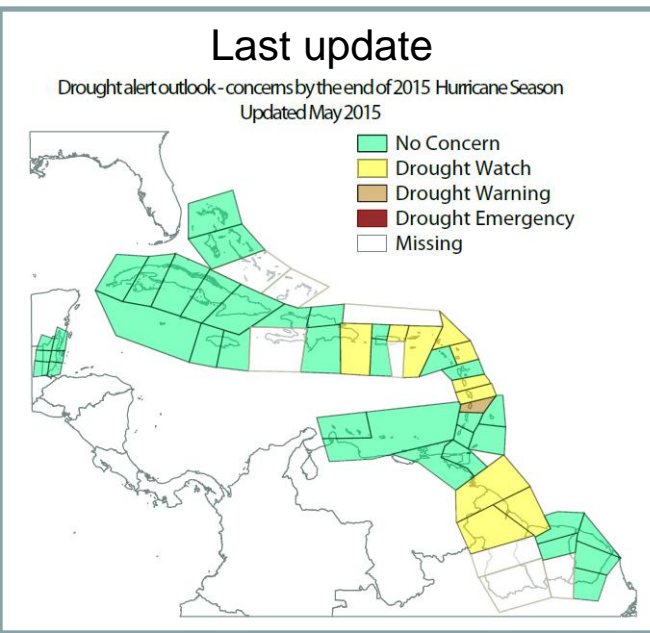 Last update
Drought alert outlook - concerns by the end of 2015 Hurricane Season
Updated May 2015
No Concern
Drought Watch
Drought Warning
Drought Emergency
Missing